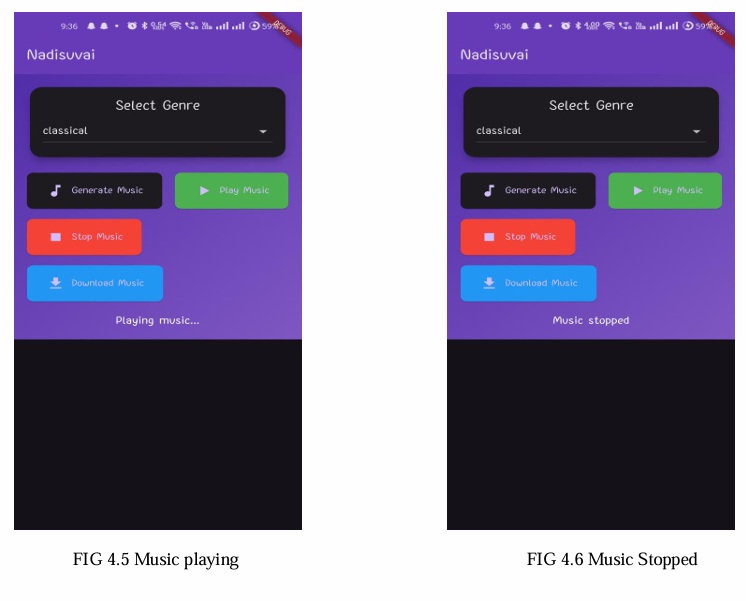 9:36 59%
DEBUG
Nadisuvai
Select Genre
classical
Generate Music Play Music
Stop Music
Download Music
Playing music...
FIG 4.5 Music playing
9:36 59%
DEBUG
Nadisuvai
Select Genre
classical
Generate Music Play Music
Stop Music
Download Music
Music stopped
FIG 4.6 Music Stopped